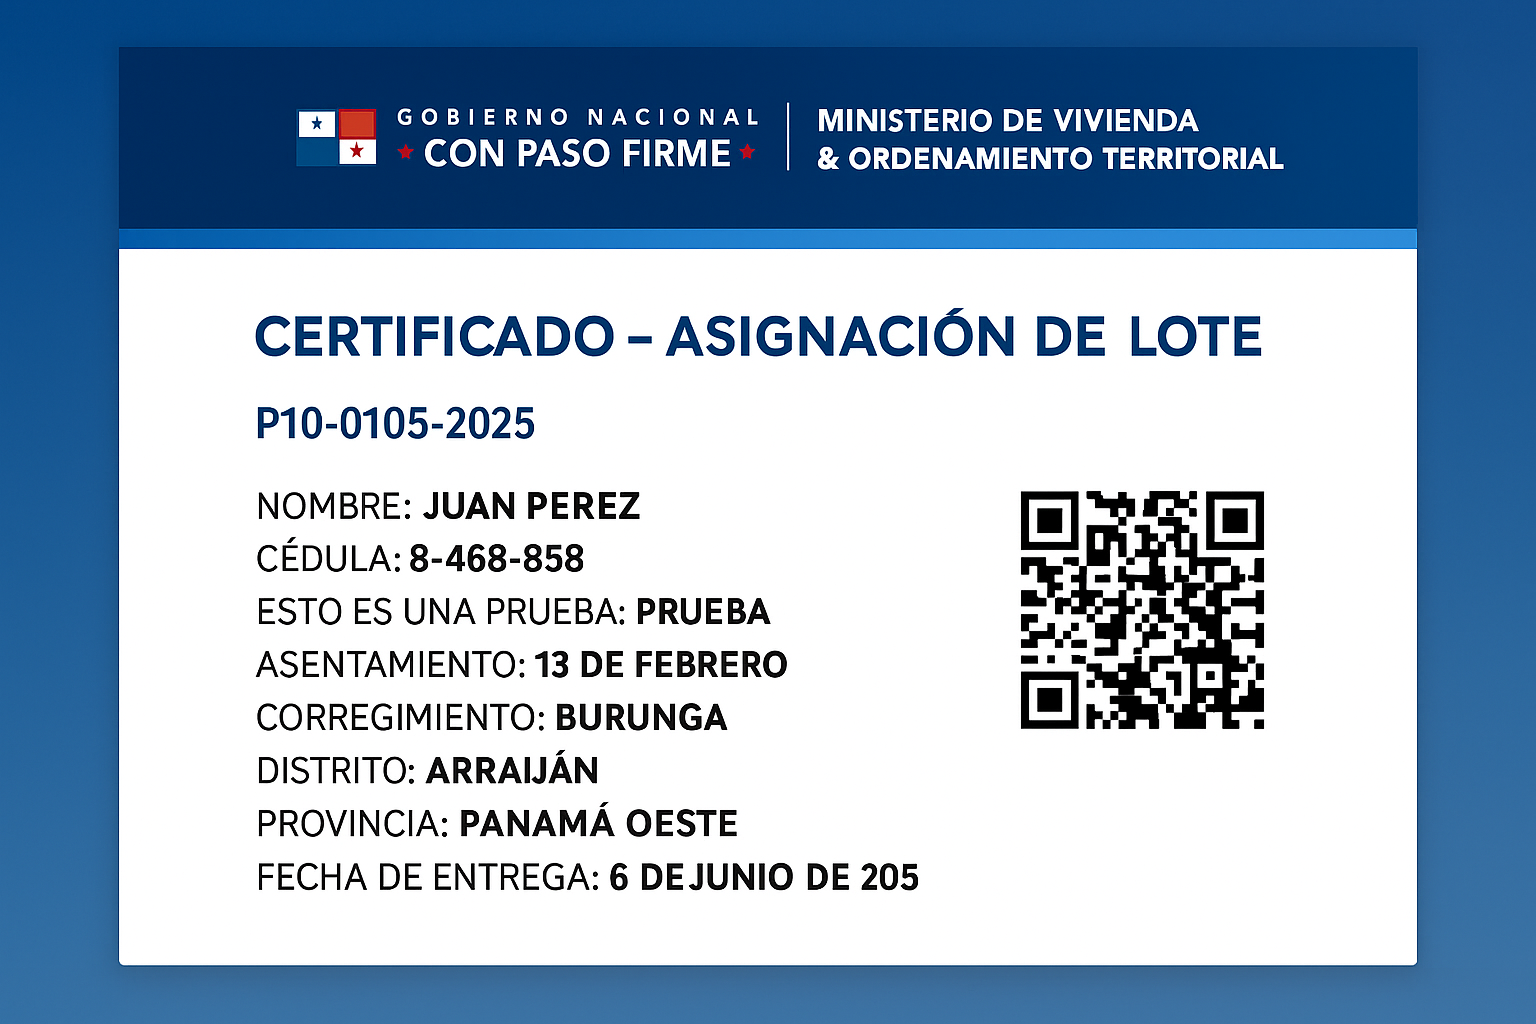 GOBIERNO NACIONAL
★ CON PASO FIRME ★
MINISTERIO DE VIVIENDA
& ORDENAMIENTO TERRITORIAL
CERTIFICADO – ASIGNACIÓN DE LOTE
P10-0105-2025
NOMBRE: JUAN PEREZ
CÉDULA: 8-468-858
ESTO ES UNA PRUEBA: PRUEBA
ASENTAMIENTO: 13 DE FEBRERO
CORREGIMIENTO: BURUNGA
DISTRITO: ARRAIJÁN
PROVINCIA: PANAMÁ OESTE
FECHA DE ENTREGA: 6 DE JUNIO DE 205